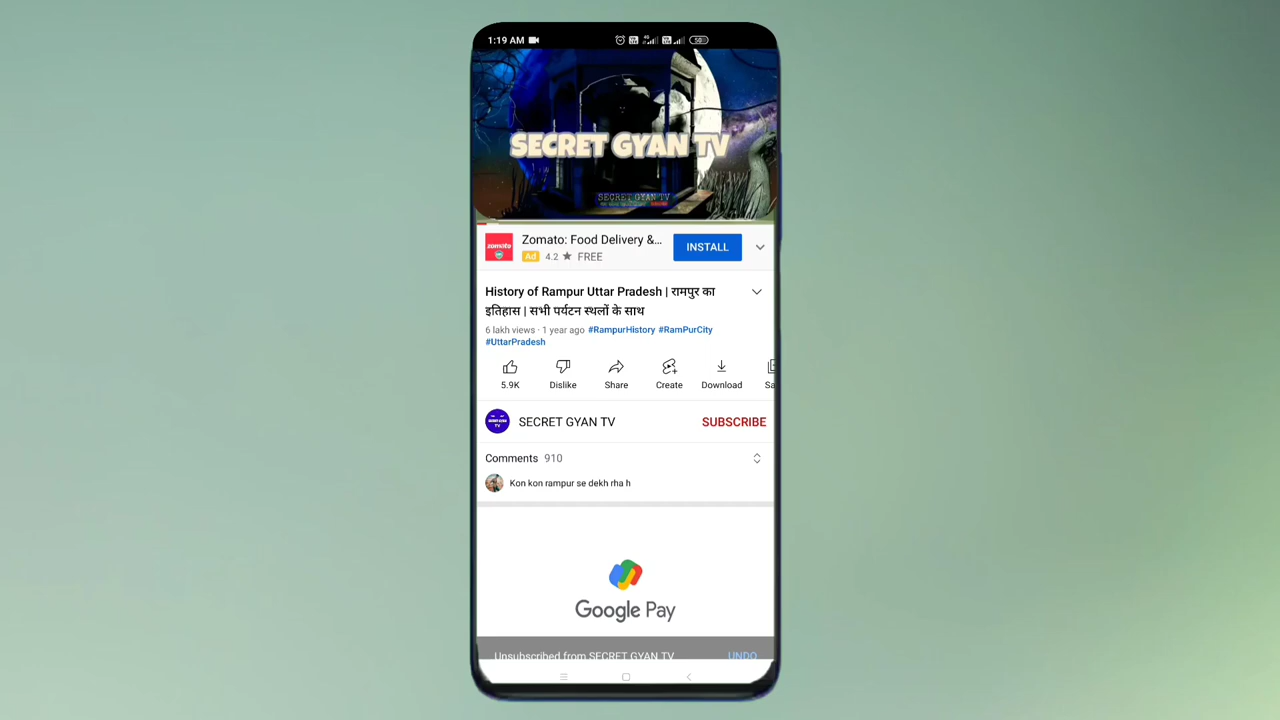 1:19 AM
SECRET GYAN TV
SECRET GYAN TV
Zomato: Food Delivery &...
INSTALL
zomato
Ad 4.2 ★ FREE
History of Rampur Uttar Pradesh | रामपुर का
इतिहास | सभी पर्यटन स्थलों के साथ
6 lakh views · 1 year ago #RampurHistory #RamPurCity
#UttarPradesh
5.9K Dislike Share Create Download Sa
SECRET GYAN TV SUBSCRIBE
Comments 910
Kon kon rampur se dekh rha h
Google Pay
Unsubscribed from SECRET GYAN TV UNDO